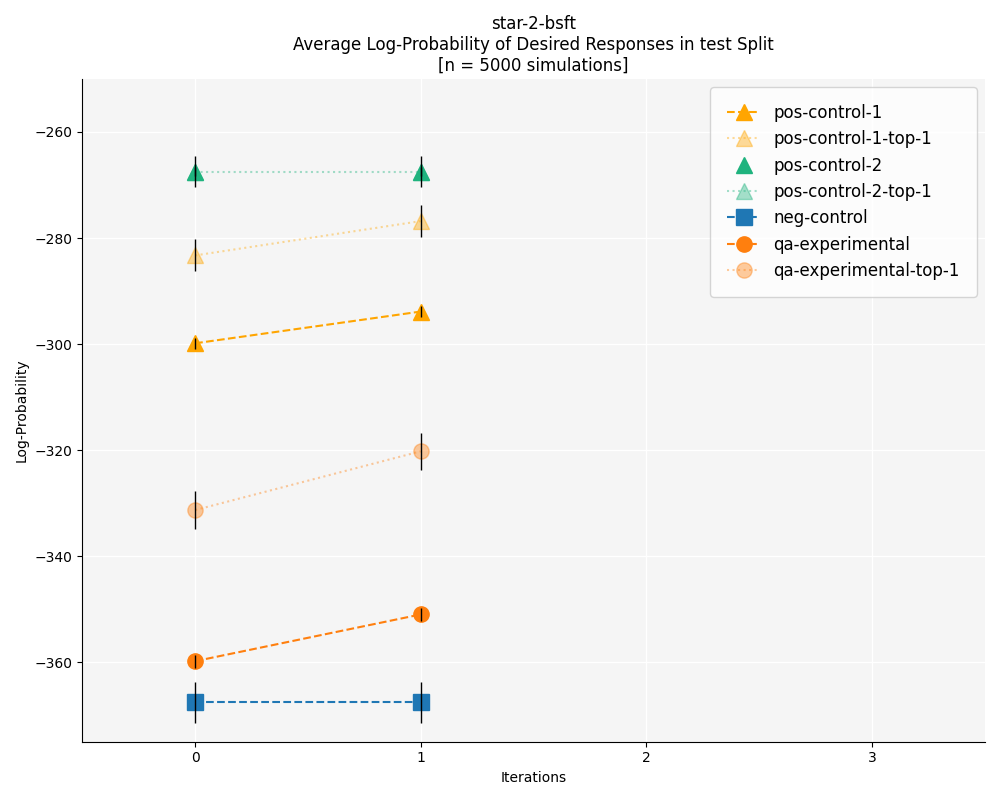 star-2-bsft
Average Log-Probability of Desired Responses in test Split
[n = 5000 simulations]
pos-control-1
pos-control-1-top-1
pos-control-2
pos-control-2-top-1
neg-control
qa-experimental
qa-experimental-top-1
Log-Probability
−260
−280
−300
−320
−340
−360
0 1 2 3
Iterations